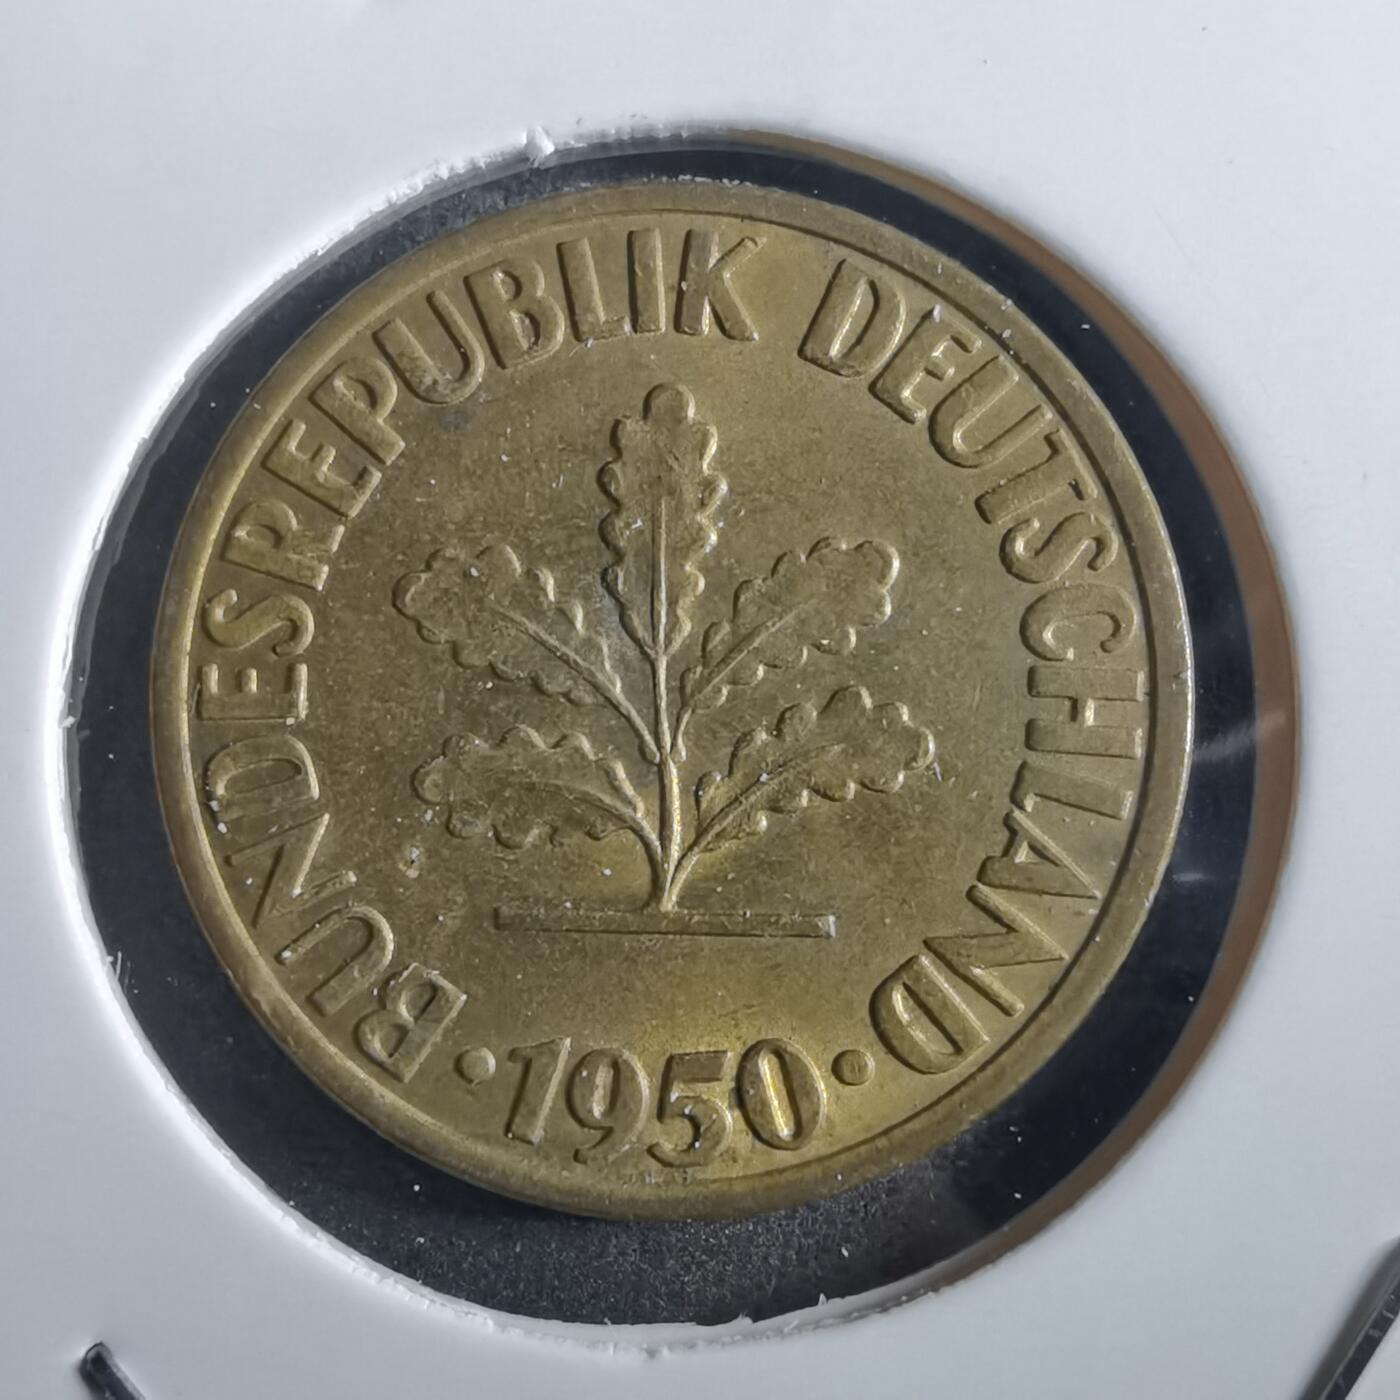 BUNDESREPUBLIK DEUTSCHLAND
· 1950 ·